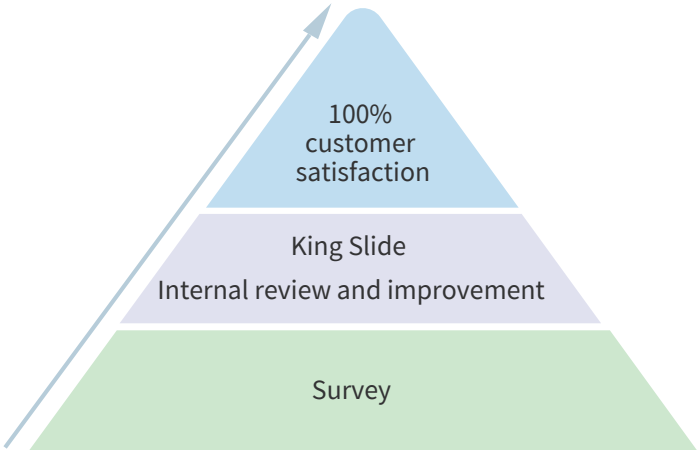 100%
customer
satisfaction
King Slide
Internal review and improvement
Survey